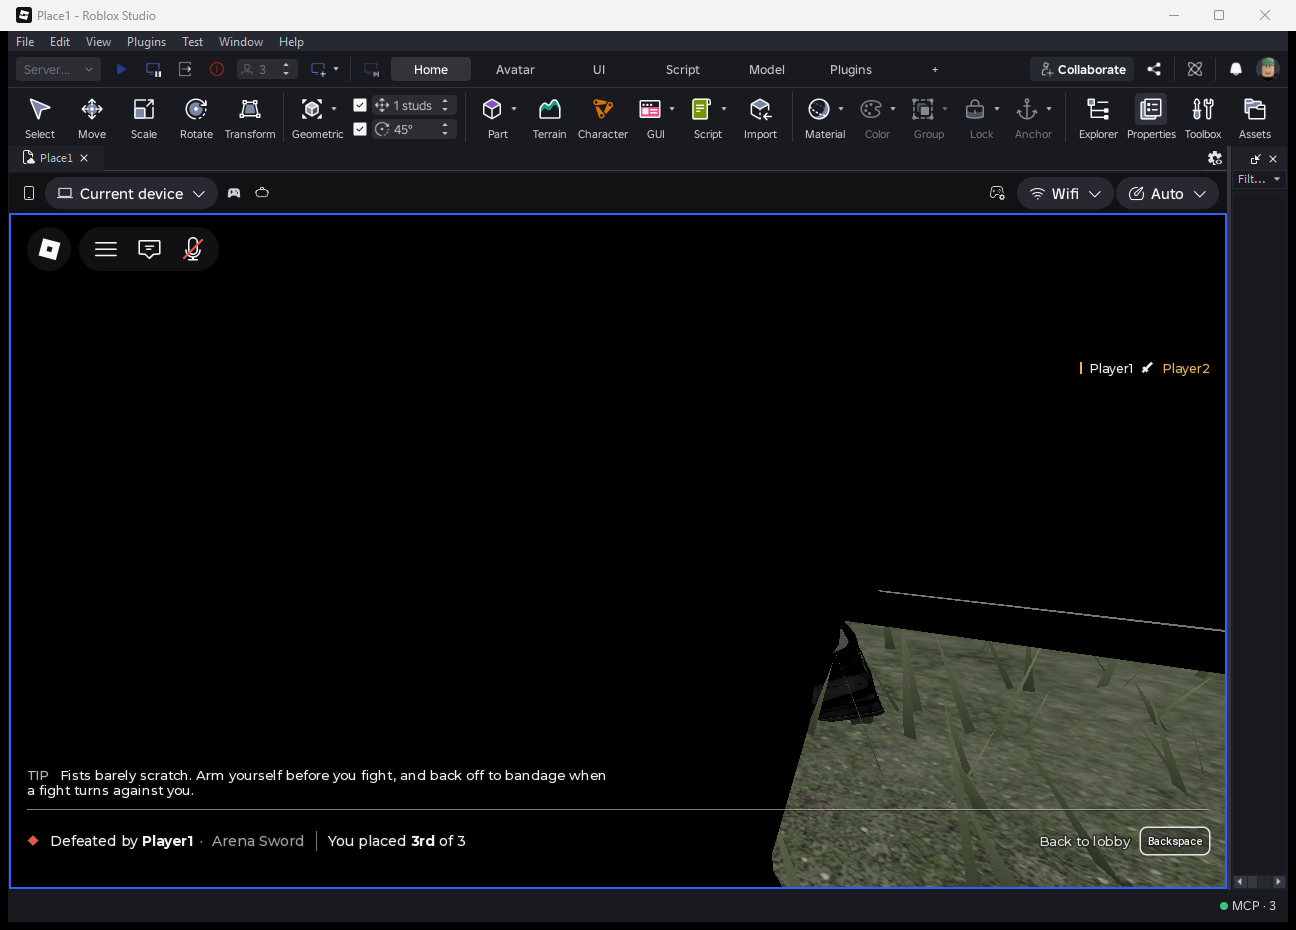 Place1 - Roblox Studio
File Edit View Plugins Test Window Help
Server... 3 Home Avatar UI Script Model Plugins + Collaborate
1 studs
45°
Select Move Scale Rotate Transform Geometric Part Terrain Character GUI Script Import Material Color Group Lock Anchor Explorer Properties Toolbox Assets
Place1
Filt...
Current device Wifi Auto
Player1 Player2
TIP Fists barely scratch. Arm yourself before you fight, and back off to bandage when
a fight turns against you.
Defeated by Player1 · Arena Sword You placed 3rd of 3 Back to lobby Backspace
MCP · 3